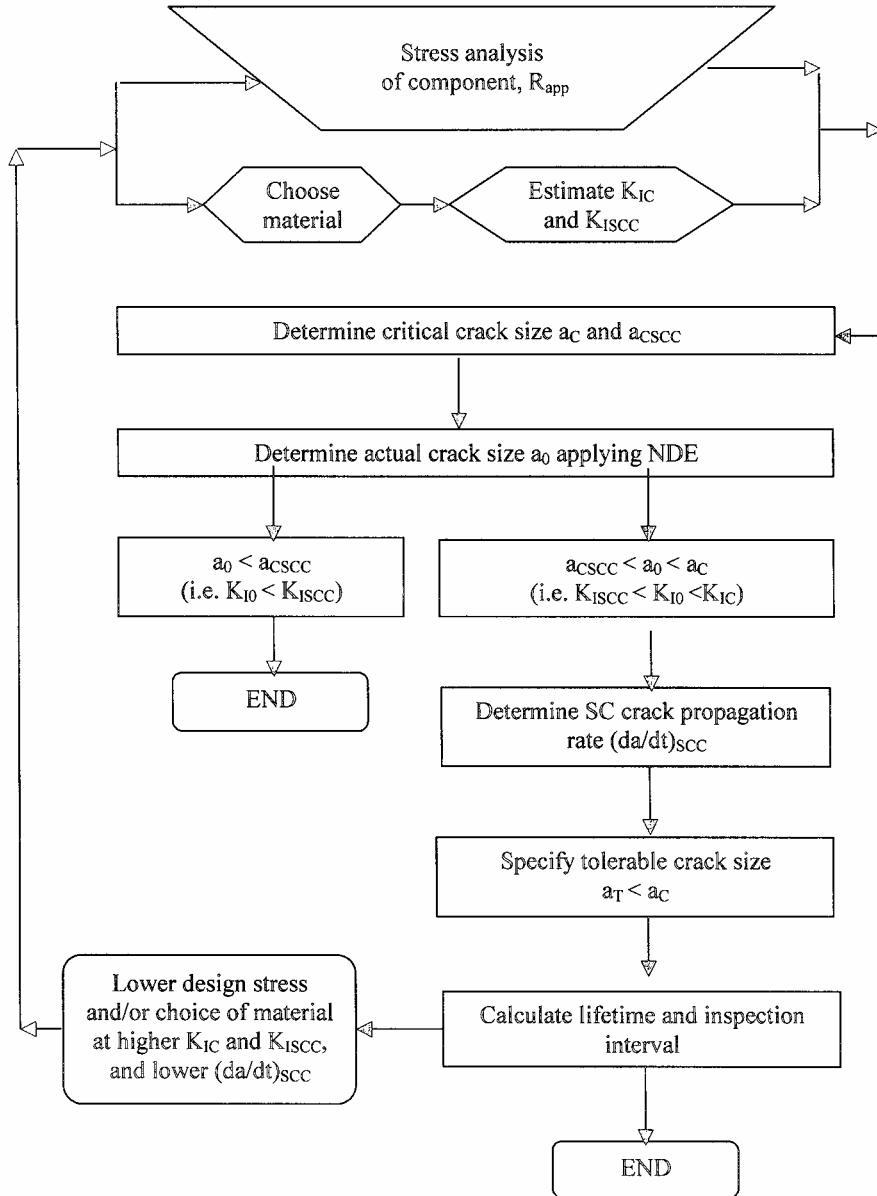 Stress analysis
of component, R_app
Choose
material
Estimate K_IC
and K_ISCC
Determine critical crack size a_C and a_CSCC
Determine actual crack size a_0 applying NDE
a_0 < a_CSCC
(i.e. K_I0 < K_ISCC)
a_CSCC < a_0 < a_C
(i.e. K_ISCC < K_I0 <K_IC)
END
Determine SC crack propagation
rate (da/dt)_SCC
Specify tolerable crack size
a_T < a_C
Lower design stress
and/or choice of material
at higher K_IC and K_ISCC,
and lower (da/dt)_SCC
Calculate lifetime and inspection
interval
END